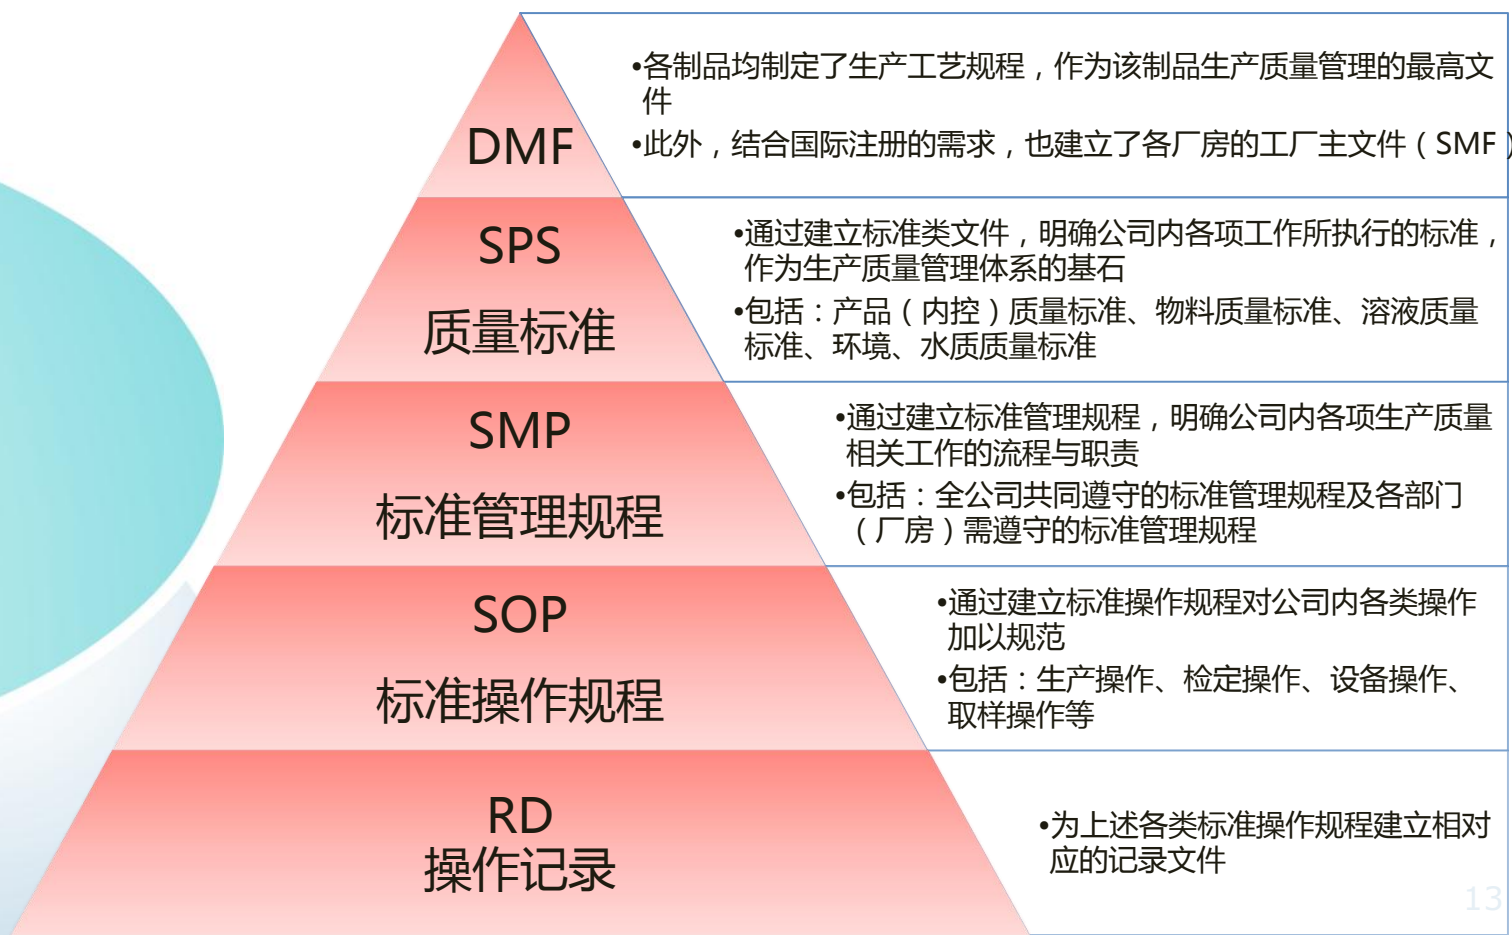 DMF
•各制品均制定了生产工艺规程，作为该制品生产质量管理的最高文
件
•此外，结合国际注册的需求，也建立了各厂房的工厂主文件（SMF）
SPS
质量标准
•通过建立标准类文件，明确公司内各项工作所执行的标准，
作为生产质量管理体系的基石
•包括：产品（内控）质量标准、物料质量标准、溶液质量
标准、环境、水质质量标准
SMP
标准管理规程
•通过建立标准管理规程，明确公司内各项生产质量
相关工作的流程与职责
•包括：全公司共同遵守的标准管理规程及各部门
（厂房）需遵守的标准管理规程
SOP
标准操作规程
•通过建立标准操作规程对公司内各类操作
加以规范
•包括：生产操作、检定操作、设备操作、
取样操作等
RD
操作记录
•为上述各类标准操作规程建立相对
应的记录文件
13